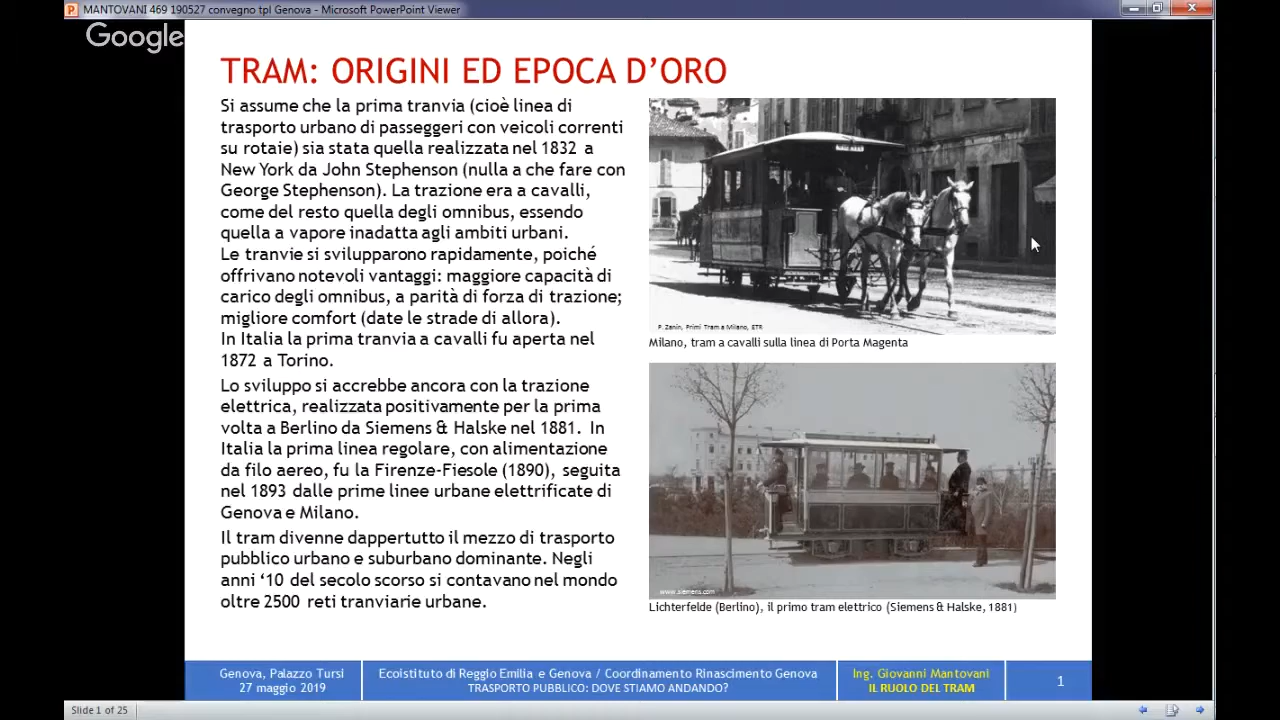 MANTOVANI 469 190527 convegno tpl Genova - Microsoft PowerPoint Viewer
Google
TRAM: ORIGINI ED EPOCA D’ORO
Si assume che la prima tranvia (cioè linea di
trasporto urbano di passeggeri con veicoli correnti
su rotaie) sia stata quella realizzata nel 1832 a
New York da John Stephenson (nulla a che fare con
George Stephenson). La trazione era a cavalli,
come del resto quella degli omnibus, essendo
quella a vapore inadatta agli ambiti urbani.
Le tranvie si svilupparono rapidamente, poiché
offrivano notevoli vantaggi: maggiore capacità di
carico degli omnibus, a parità di forza di trazione;
migliore comfort (date le strade di allora).
In Italia la prima tranvia a cavalli fu aperta nel
1872 a Torino.
Lo sviluppo si accrebbe ancora con la trazione
elettrica, realizzata positivamente per la prima
volta a Berlino da Siemens & Halske nel 1881. In
Italia la prima linea regolare, con alimentazione
da filo aereo, fu la Firenze-Fiesole (1890), seguita
nel 1893 dalle prime linee urbane elettrificate di
Genova e Milano.
Il tram divenne dappertutto il mezzo di trasporto
pubblico urbano e suburbano dominante. Negli
anni ‘10 del secolo scorso si contavano nel mondo
oltre 2500 reti tranviarie urbane.
P. Zanin, Primi Tram a Milano, ETR
Milano, tram a cavalli sulla linea di Porta Magenta
www.siemens.com
Lichterfelde (Berlino), il primo tram elettrico (Siemens & Halske, 1881)
Genova, Palazzo Tursi
27 maggio 2019
Ecoistituto di Reggio Emilia e Genova / Coordinamento Rinascimento Genova
TRASPORTO PUBBLICO: DOVE STIAMO ANDANDO?
Ing. Giovanni Mantovani
IL RUOLO DEL TRAM
1
Slide 1 of 25